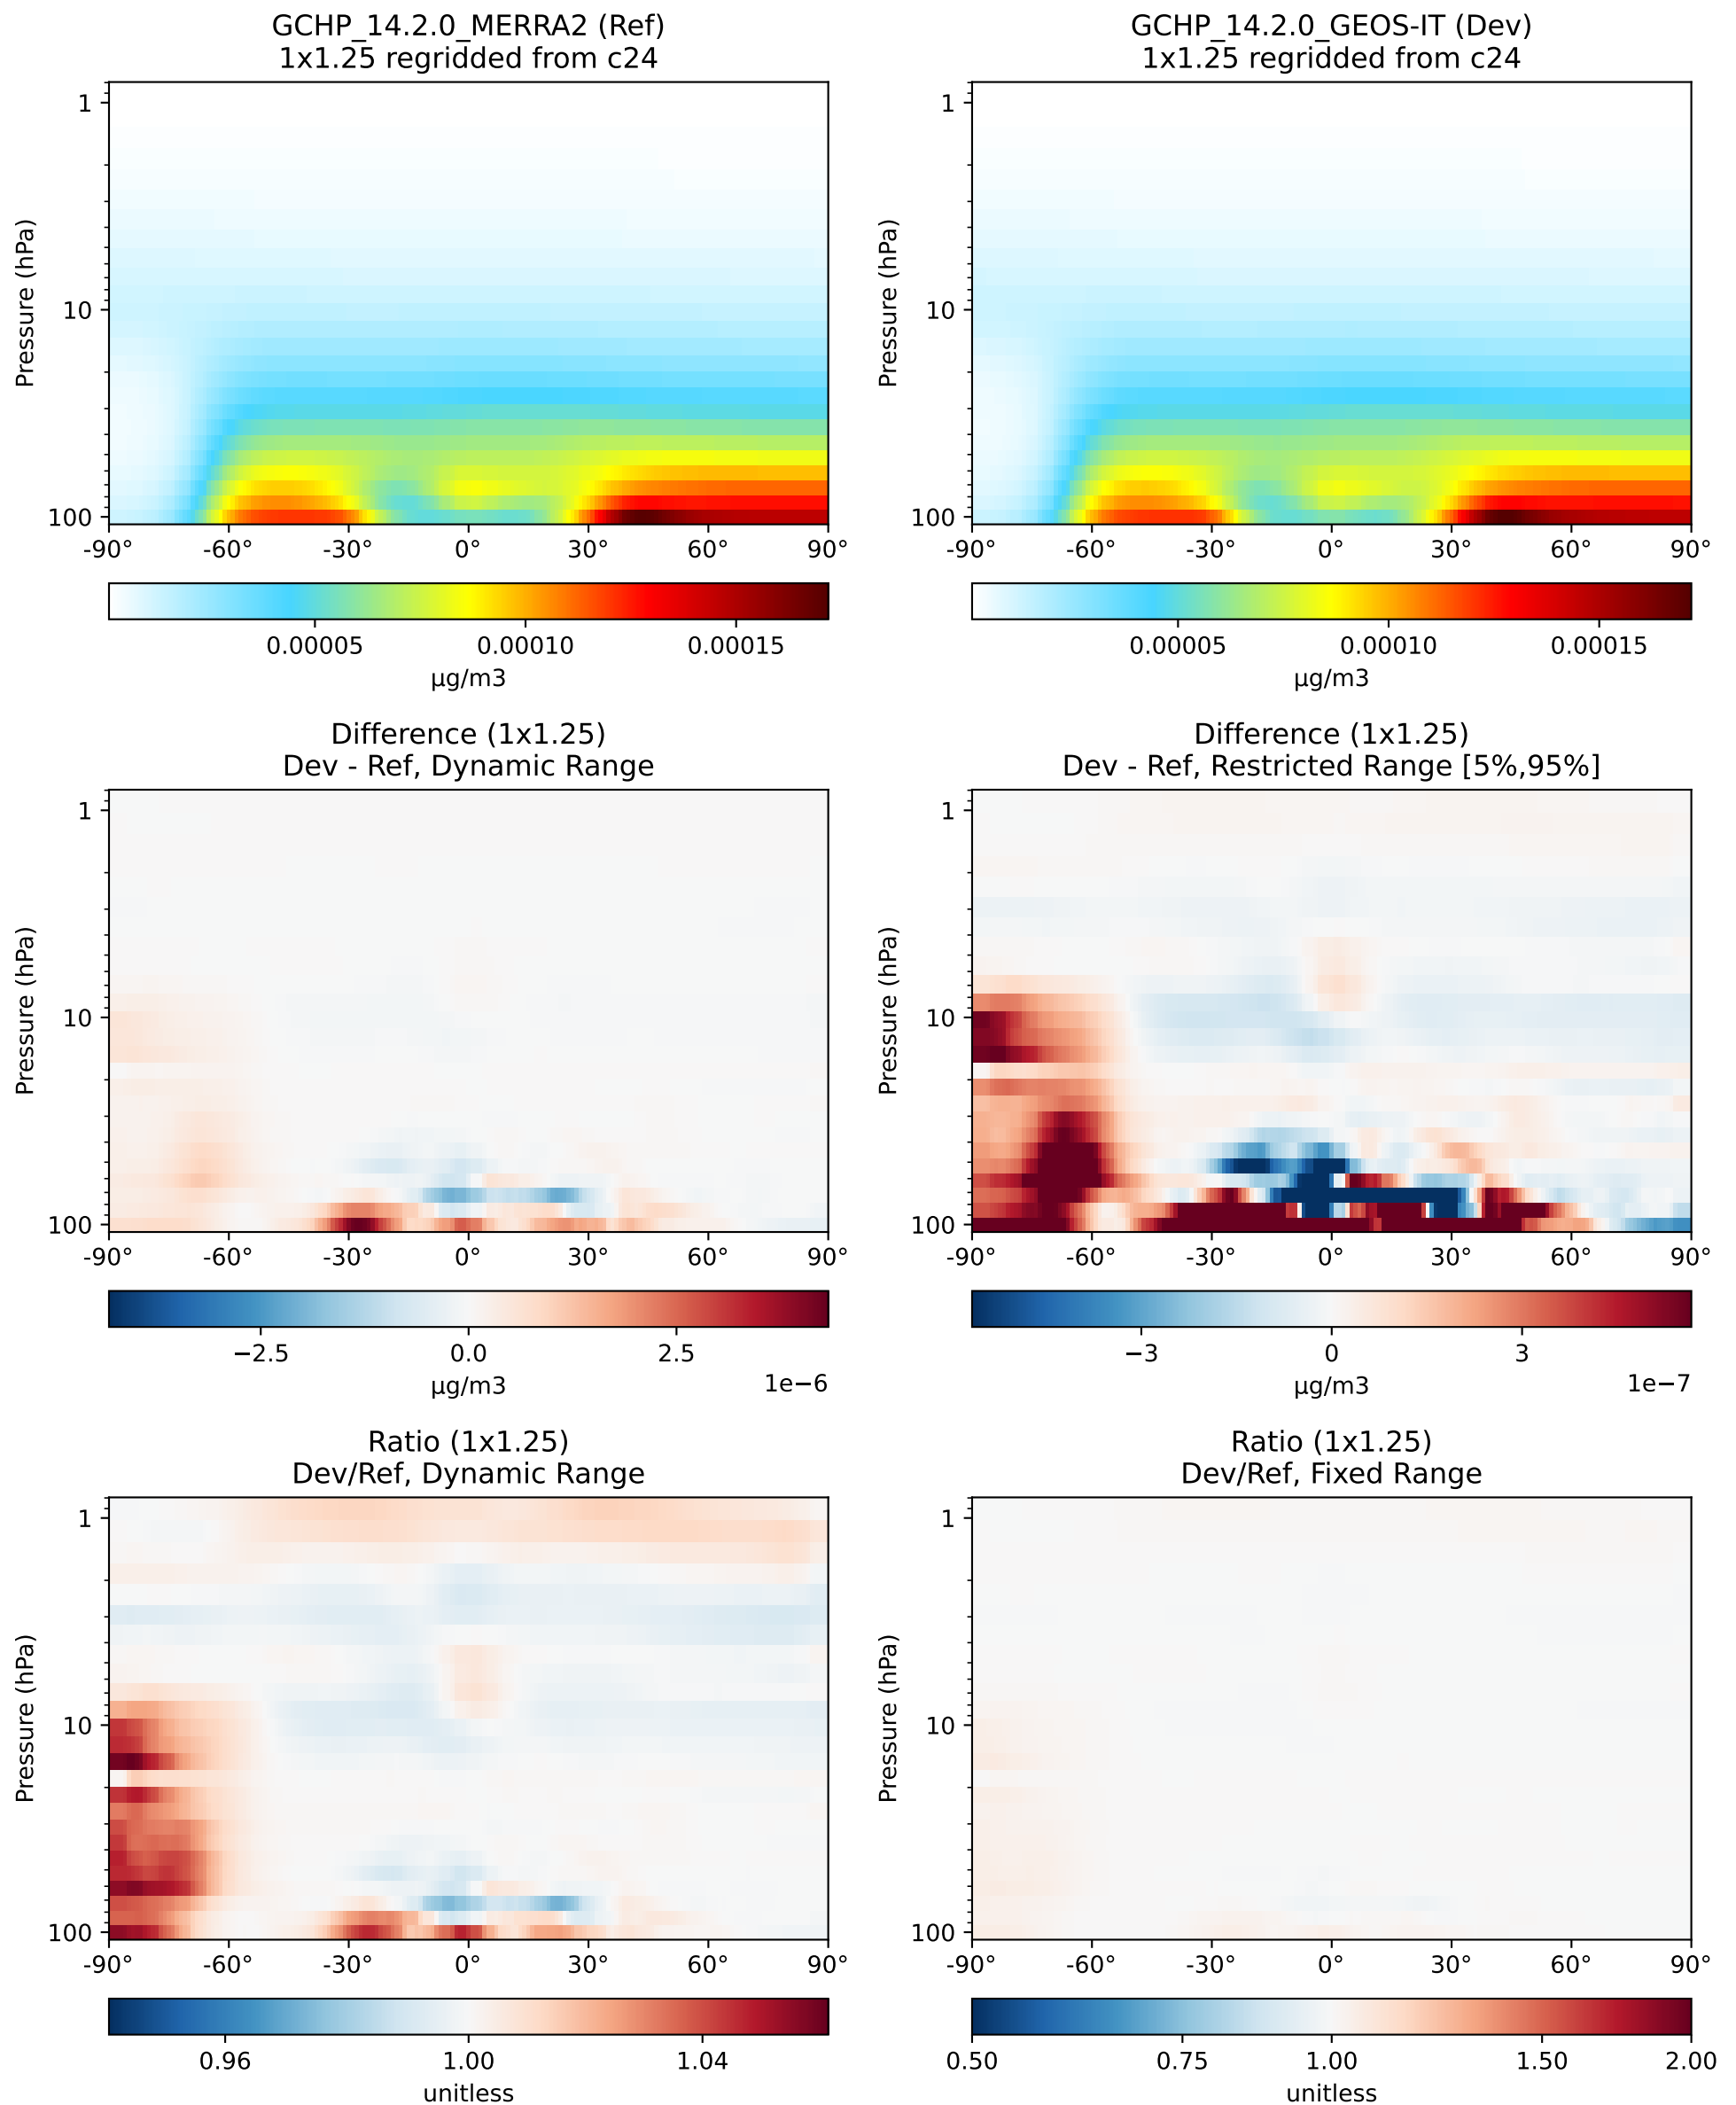 GCHP_14.2.0_MERRA2 (Ref)
1x1.25 regridded from c24
Pressure (hPa)
1
10
100
-90° -60° -30° 0° 30° 60° 90°
0.00005 0.00010 0.00015
μg/m3
GCHP_14.2.0_GEOS-IT (Dev)
1x1.25 regridded from c24
Pressure (hPa)
1
10
100
-90° -60° -30° 0° 30° 60° 90°
0.00005 0.00010 0.00015
μg/m3
Difference (1x1.25)
Dev - Ref, Dynamic Range
Pressure (hPa)
1
10
100
-90° -60° -30° 0° 30° 60° 90°
−2.5 0.0 2.5
μg/m3 1e−6
Difference (1x1.25)
Dev - Ref, Restricted Range [5%,95%]
Pressure (hPa)
1
10
100
-90° -60° -30° 0° 30° 60° 90°
−3 0 3
μg/m3 1e−7
Ratio (1x1.25)
Dev/Ref, Dynamic Range
Pressure (hPa)
1
10
100
-90° -60° -30° 0° 30° 60° 90°
0.96 1.00 1.04
unitless
Ratio (1x1.25)
Dev/Ref, Fixed Range
Pressure (hPa)
1
10
100
-90° -60° -30° 0° 30° 60° 90°
0.50 0.75 1.00 1.50 2.00
unitless